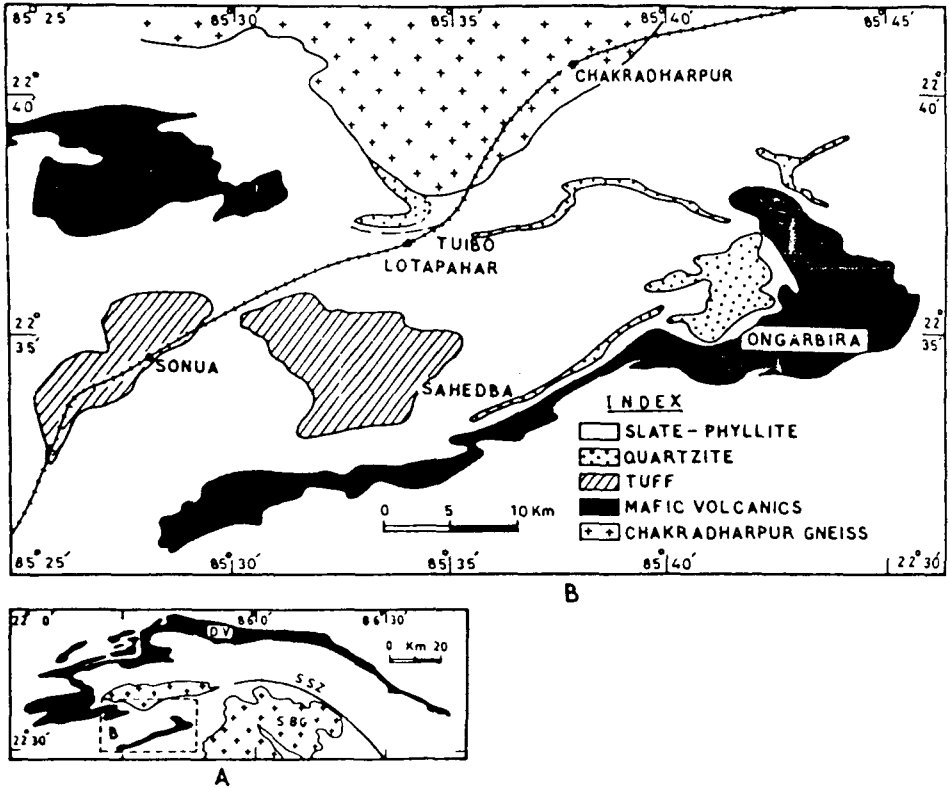 85°30' 85°35' 85°40' 85°45'
CHAKRADHARPUR
22° 40'
22° 40'
TUIBO
LOTAPAHAR
22° 35'
22° 35'
ONGARBIRA
SONUA
SAHEDBA
INDEX
SLATE-PHYLLITE
QUARTZITE
TUFF
MAFIC VOLCANICS
CHAKRADHARPUR GNEISS
0 5 10 Km
85°25' 85°30' 85°35' 85°40' 22°30'
B
22 0 86°0' 86°30'
DV
0 Km 20
SSZ
SBG
B
22°30'
A